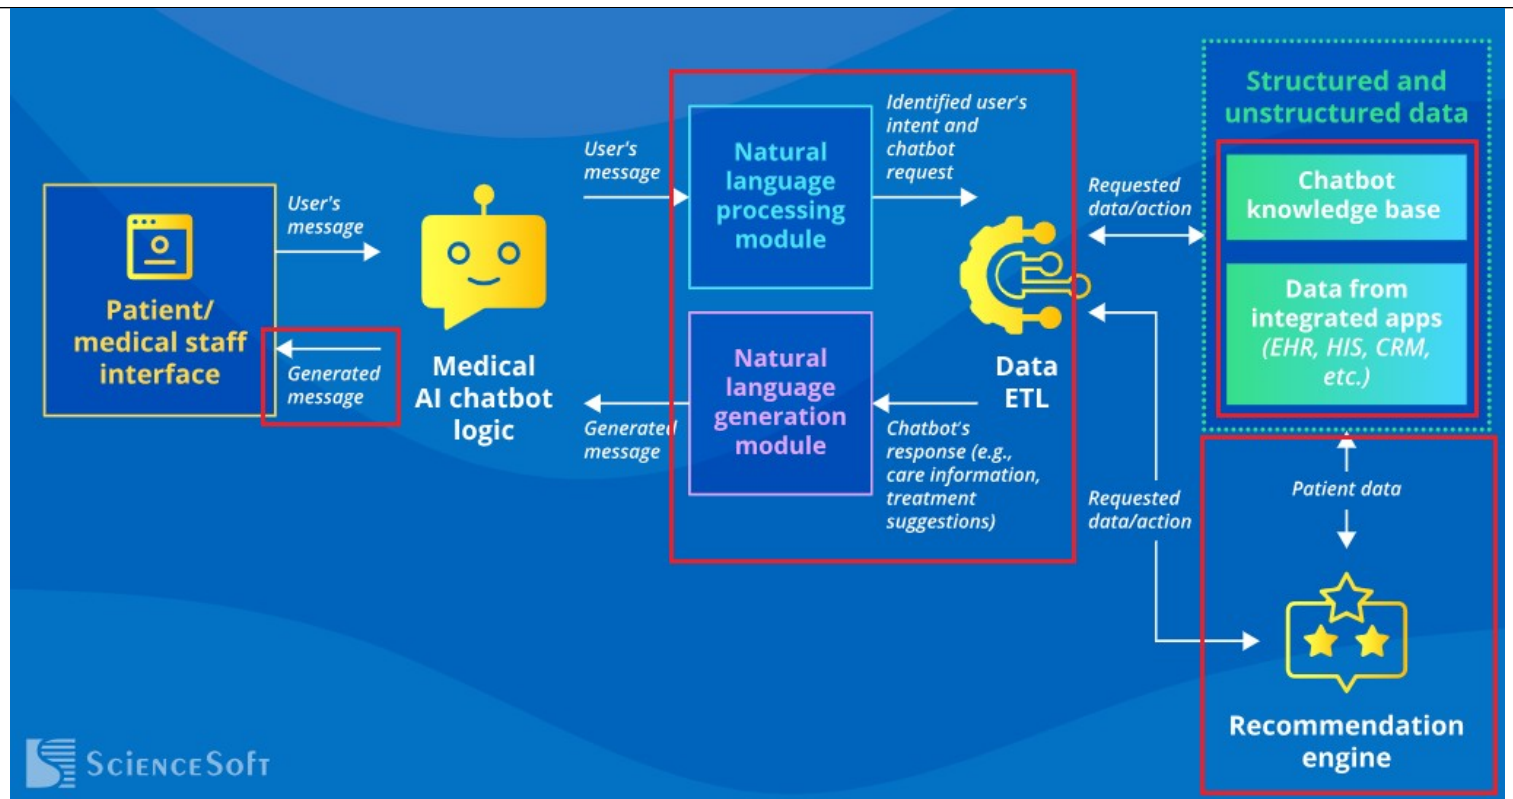 Patient/
medical staff
interface
User's
message
Generated
message
Medical
AI chatbot
logic
User's
message
Generated
message
Natural
language
processing
module
Natural
language
generation
module
Identified user's
intent and
chatbot
request
Data
ETL
Chatbot's
response (e.g.,
care information,
treatment
suggestions)
Requested
data/action
Requested
data/action
Structured and
unstructured data
Chatbot
knowledge base
Data from
integrated apps
(EHR, HIS, CRM,
etc.)
Patient data
Recommendation
engine
ScienceSoft